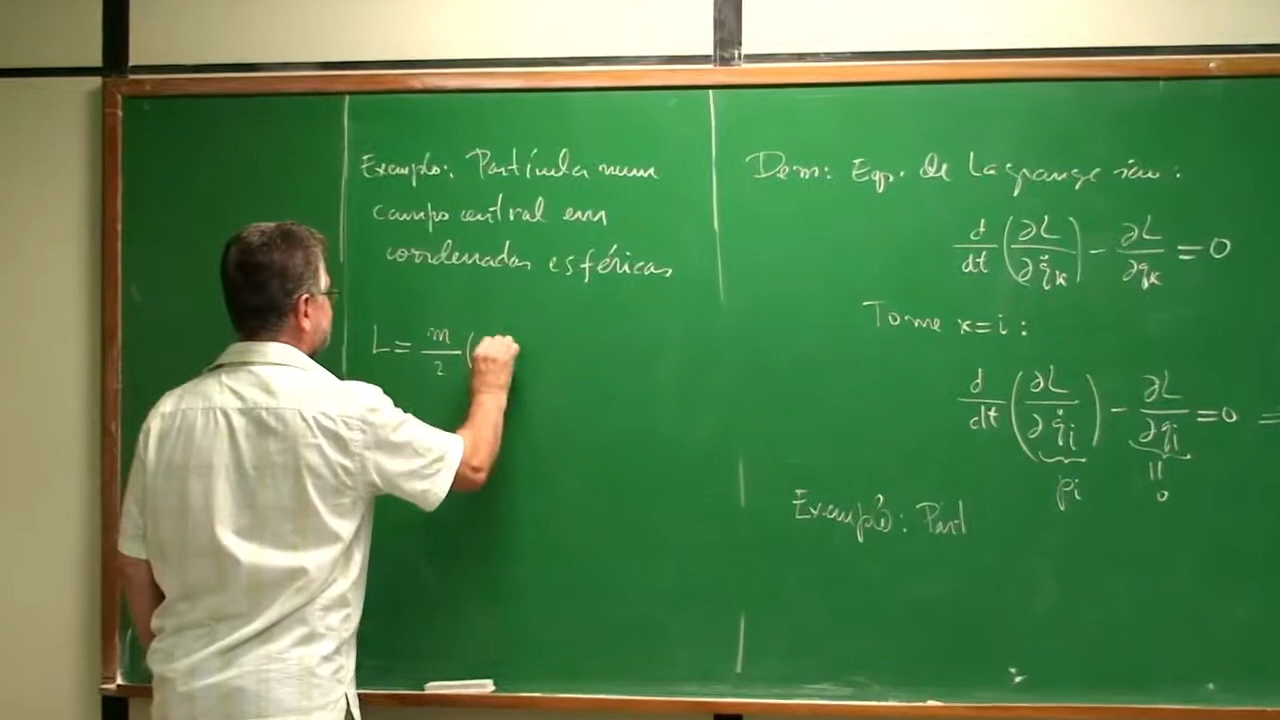 Exemplo: Partícula num
campo central em
coordenadas esféricas
L = m/2 (
Dem: Eqs. de Lagrange são:
d/dt (∂L/∂q̇ₖ) − ∂L/∂qₖ = 0
Tome k=i :
d/dt (∂L/∂q̇ᵢ) − ∂L/∂qᵢ = 0 =
pᵢ
=
0
Exemplo: Part